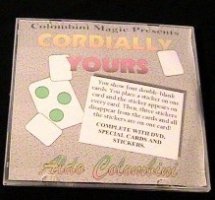 Colombini Magic Presents
CORDIALLY
YOURS
You show four double blank
cards. You place a sticker on one
card and the sticker appears on
every card. Then, three stickers
disappear from the cards and all
the stickers are on one card!
COMPLETE WITH DVD,
SPECIAL CARDS AND
STICKERS.
Aldo Colombini